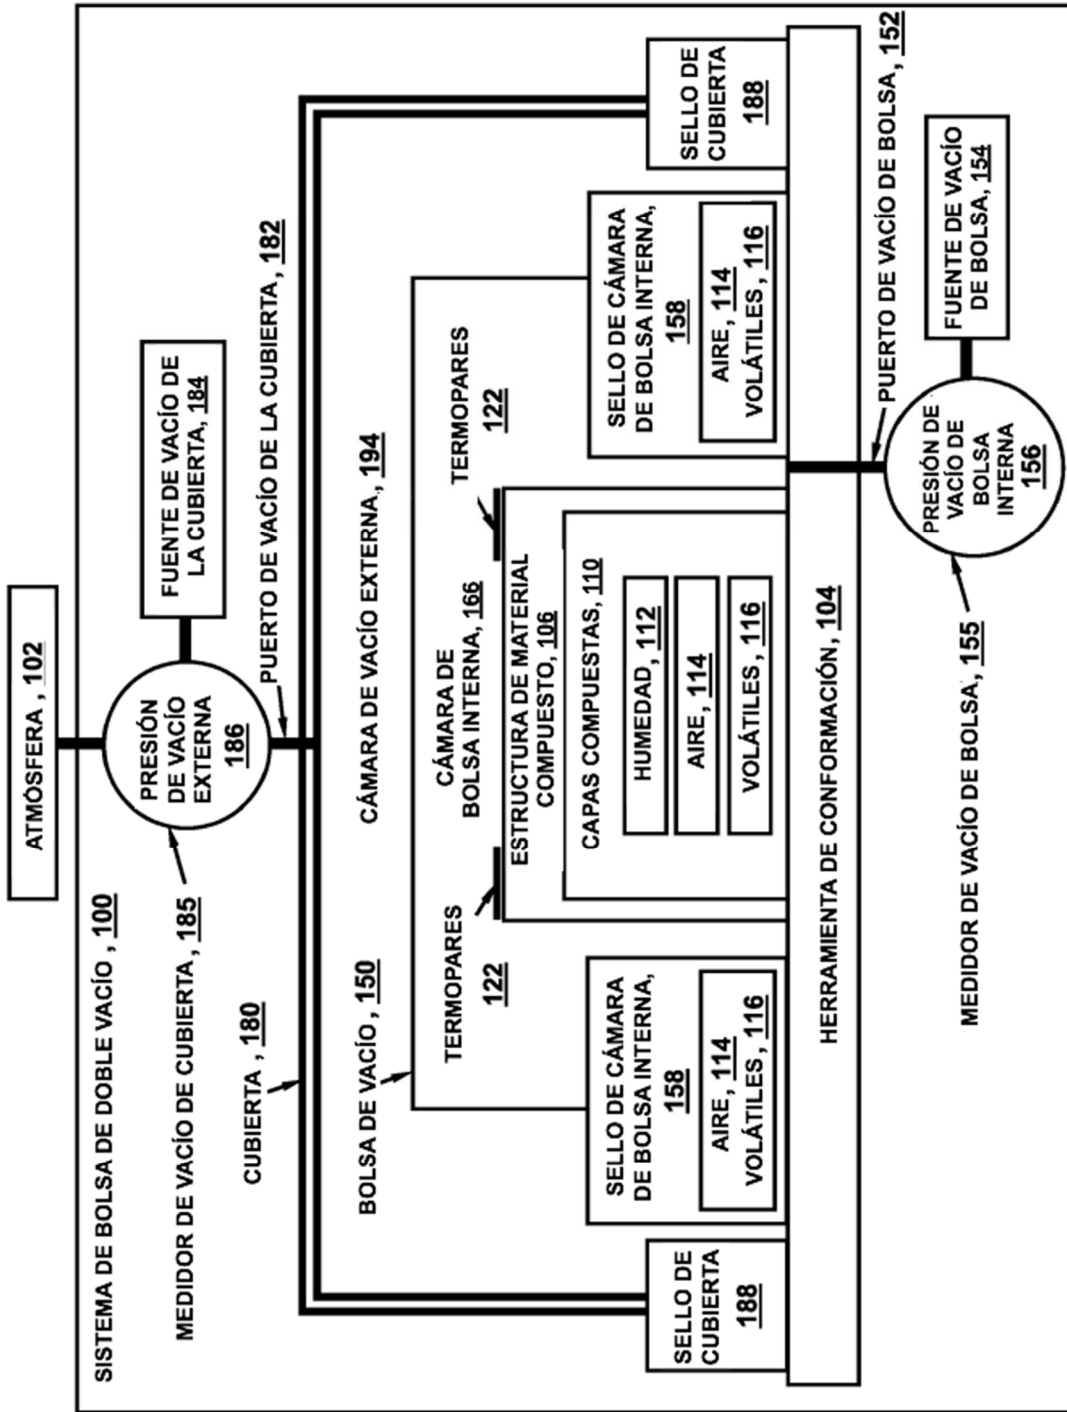 ATMÓSFERA, 102
SISTEMA DE BOLSA DE DOBLE VACÍO, 100
PRESIÓN
DE VACÍO
EXTERNA
186
FUENTE DE VACÍO DE
LA CUBIERTA, 184
MEDIDOR DE VACÍO DE CUBIERTA, 185
PUERTO DE VACÍO DE LA CUBIERTA, 182
CUBIERTA, 180
CÁMARA DE VACÍO EXTERNA, 194
BOLSA DE VACÍO, 150
TERMOPARES
122
CÁMARA DE
BOLSA INTERNA, 166
TERMOPARES
122
ESTRUCTURA DE MATERIAL
COMPUESTO, 106
CAPAS COMPUESTAS, 110
HUMEDAD, 112
AIRE, 114
VOLÁTILES, 116
SELLO DE CÁMARA
DE BOLSA INTERNA,
158
AIRE, 114
VOLÁTILES, 116
SELLO DE CÁMARA
DE BOLSA INTERNA,
158
AIRE, 114
VOLÁTILES, 116
SELLO DE
CUBIERTA
188
SELLO DE
CUBIERTA
188
HERRAMIENTA DE CONFORMACIÓN, 104
PUERTO DE VACÍO DE BOLSA, 152
PRESIÓN DE
VACÍO DE
BOLSA
INTERNA
156
FUENTE DE VACÍO
DE BOLSA, 154
MEDIDOR DE VACÍO DE BOLSA, 155